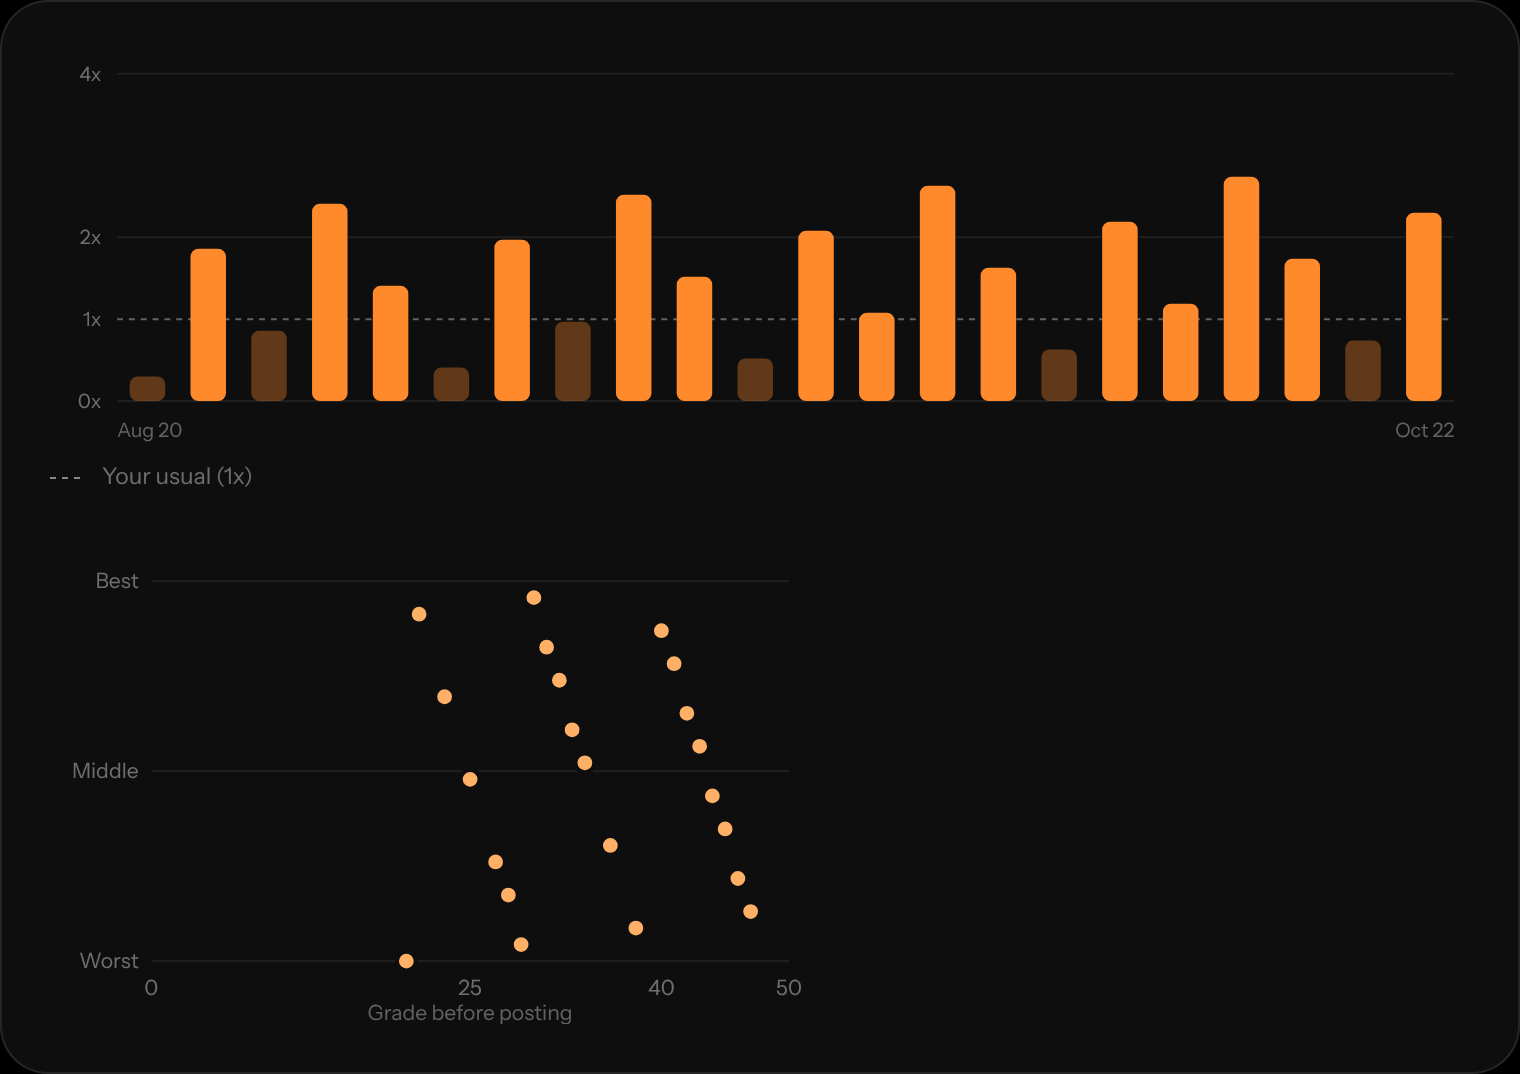 4x
2x
1x
0x
Aug 20 Oct 22
Your usual (1x)
Best
Middle
Worst
0 25 40 50
Grade before posting